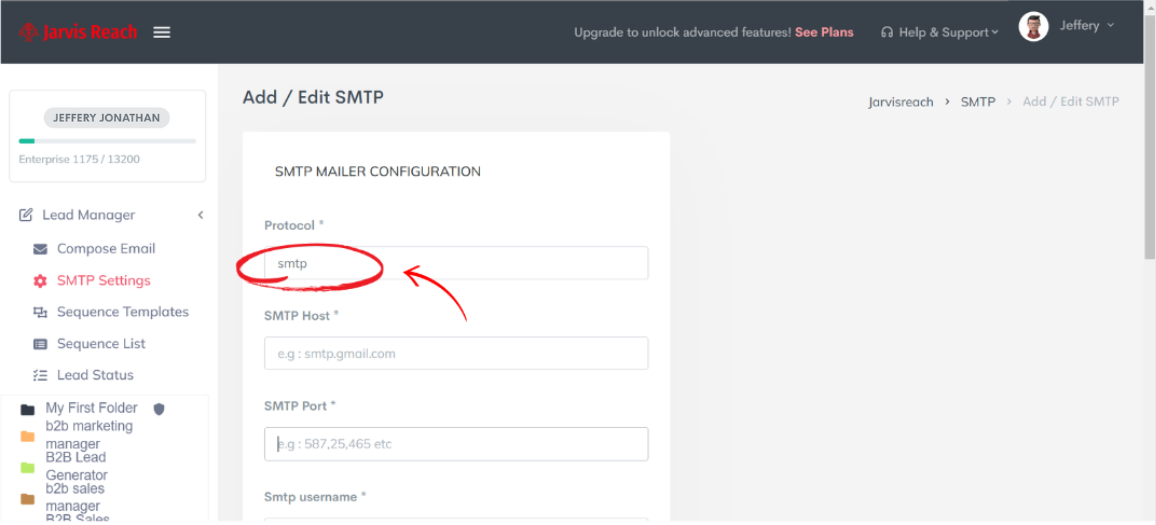 Jarvis Reach
Upgrade to unlock advanced features! See Plans
Help & Support
Jeffery
JEFFERY JONATHAN
Enterprise 1175 / 13200
Lead Manager
Compose Email
SMTP Settings
Sequence Templates
Sequence List
Lead Status
My First Folder
b2b marketing
manager
B2B Lead
Generator
b2b sales
manager
B2B Sales
Add / Edit SMTP
Jarvisreach > SMTP > Add / Edit SMTP
SMTP MAILER CONFIGURATION
Protocol *
smtp
SMTP Host *
e.g : smtp.gmail.com
SMTP Port *
e.g : 587,25,465 etc
Smtp username *